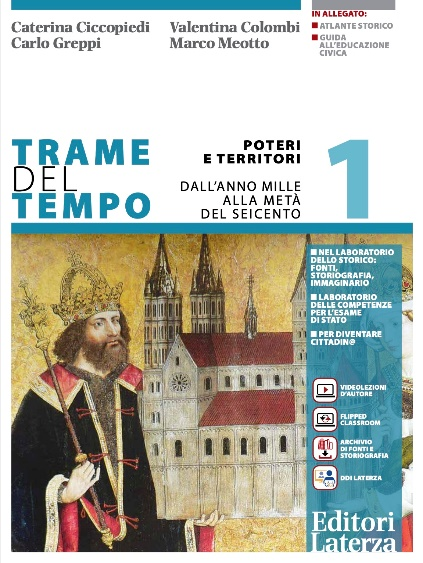 Caterina Ciccopiedi
Carlo Greppi
Valentina Colombi
Marco Meotto
IN ALLEGATO:
■ ATLANTE STORICO
■ GUIDA
ALL'EDUCAZIONE
CIVICA
TRAME
DEL
TEMPO
POTERI
E TERRITORI
DALL'ANNO MILLE
ALLA METÀ
DEL SEICENTO
1
■ NEL LABORATORIO
DELLO STORICO:
FONTI,
STORIOGRAFIA,
IMMAGINARIO
■ LABORATORIO
DELLE COMPETENZE
PER L'ESAME
DI STATO
■ PER DIVENTARE
CITTADIN@
VIDEOLEZIONI
D'AUTORE
FLIPPED
CLASSROOM
ARCHIVIO
DI FONTI E
STORIOGRAFIA
DDI LATERZA
Editori
Laterza